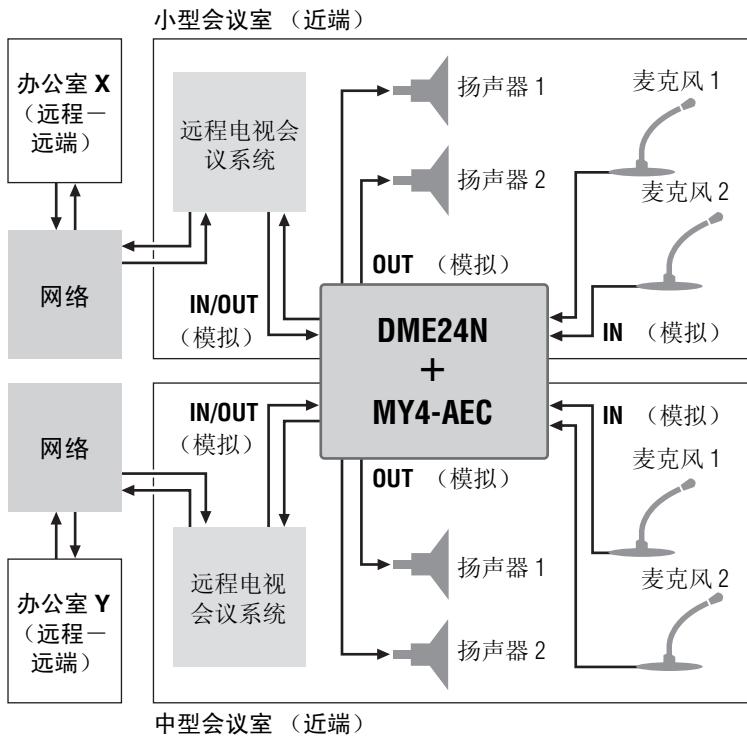 小型会议室 （近端）
办公室 X
（远程－
远端）
网络
远程电视会
议系统
扬声器 1
扬声器 2
麦克风 1
麦克风 2
IN/OUT
（模拟）
OUT （模拟）
IN （模拟）
DME24N
+
MY4-AEC
IN/OUT
（模拟）
OUT （模拟）
IN （模拟）
网络
办公室 Y
（远程－
远端）
远程电视
会议系统
扬声器 1
扬声器 2
麦克风 1
麦克风 2
中型会议室 （近端）